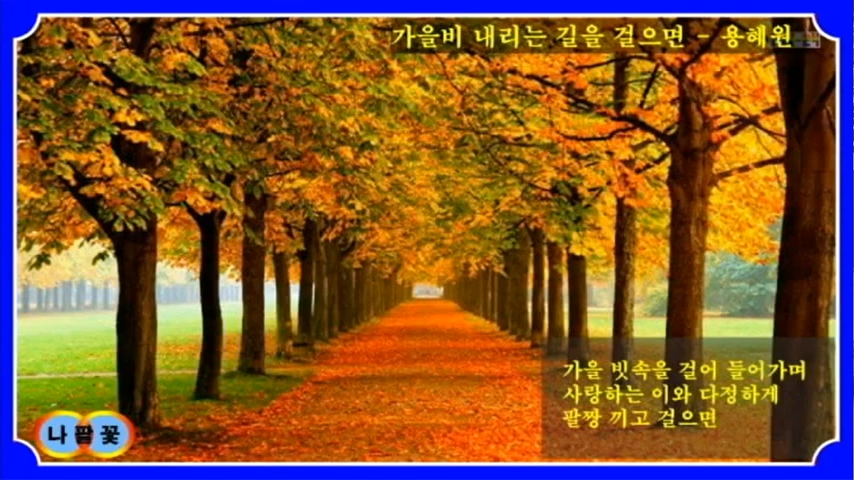 가을비 내리는 길을 걸으면 - 용혜원
가을 빗속을 걸어 들어가며
사랑하는 이와 다정하게
팔짱 끼고 걸으면
나팔꽃